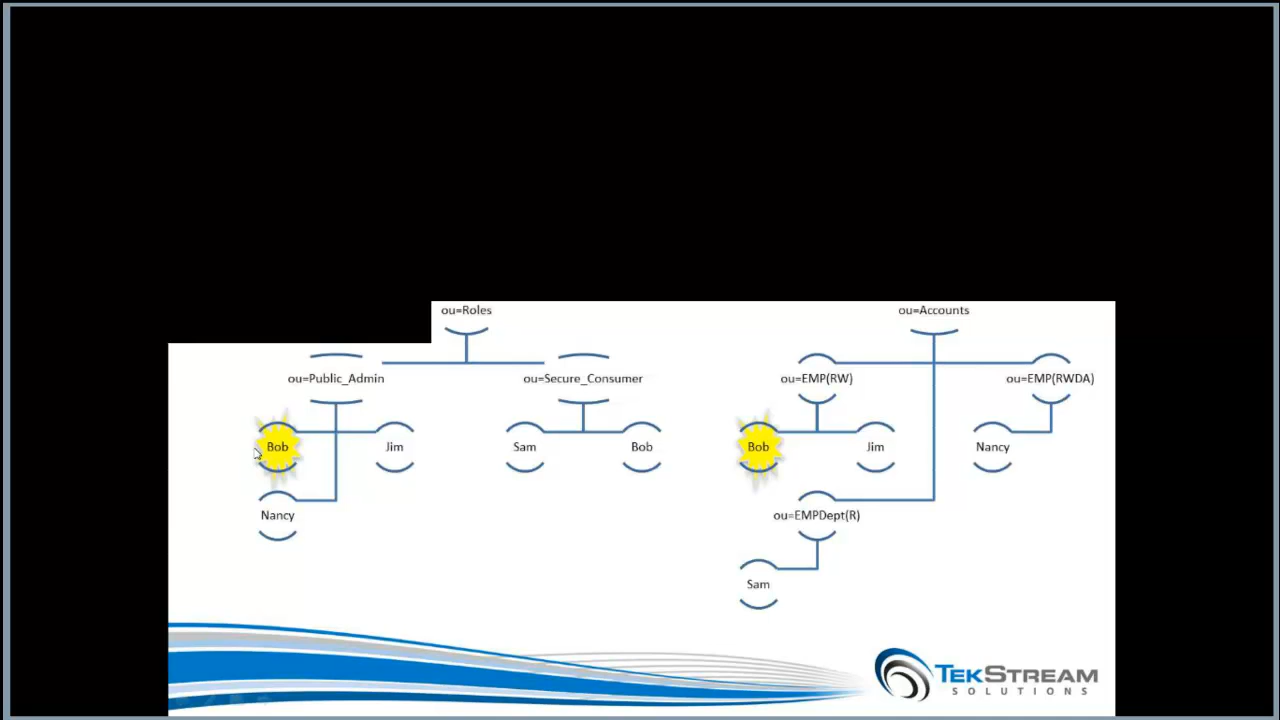 ou=Roles
ou=Accounts
ou=Public_Admin
ou=Secure_Consumer
ou=EMP(RW)
ou=EMP(RWDA)
Bob
Jim
Sam
Bob
Bob
Jim
Nancy
Nancy
ou=EMPDept(R)
Sam
TEKSTREAM
SOLUTIONS